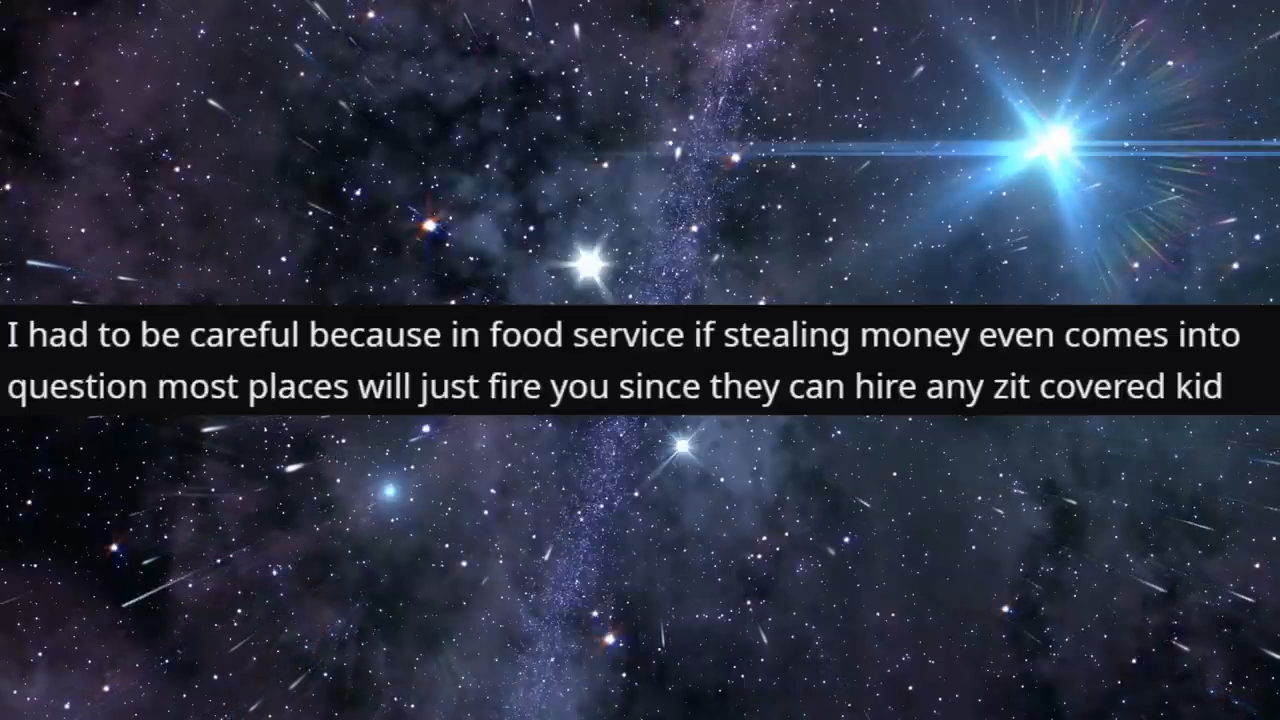 I had to be careful because in food service if stealing money even comes into
question most places will just fire you since they can hire any zit covered kid